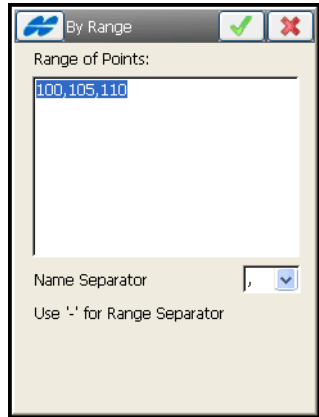 By Range
Range of Points:
100,105,110
Name Separator ,
Use '-' for Range Separator